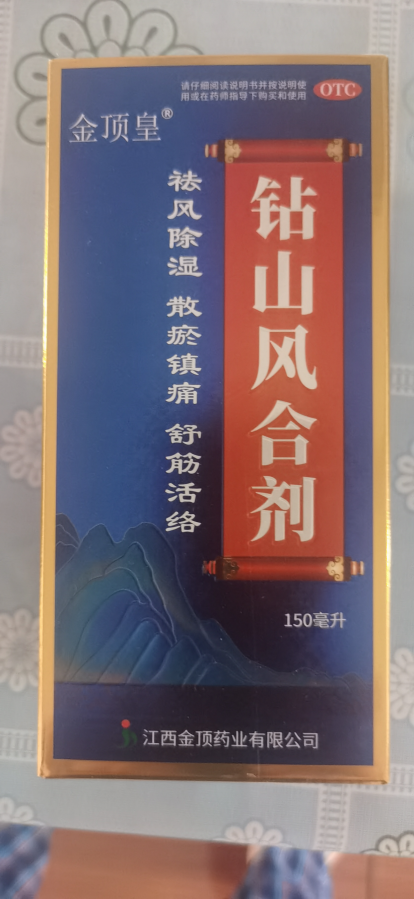 请仔细阅读说明书并按说明使
用或在药师指导下购买和使用
OTC
金顶皇®
钻山风合剂
祛风除湿 散瘀镇痛 舒筋活络
150毫升
江西金顶药业有限公司